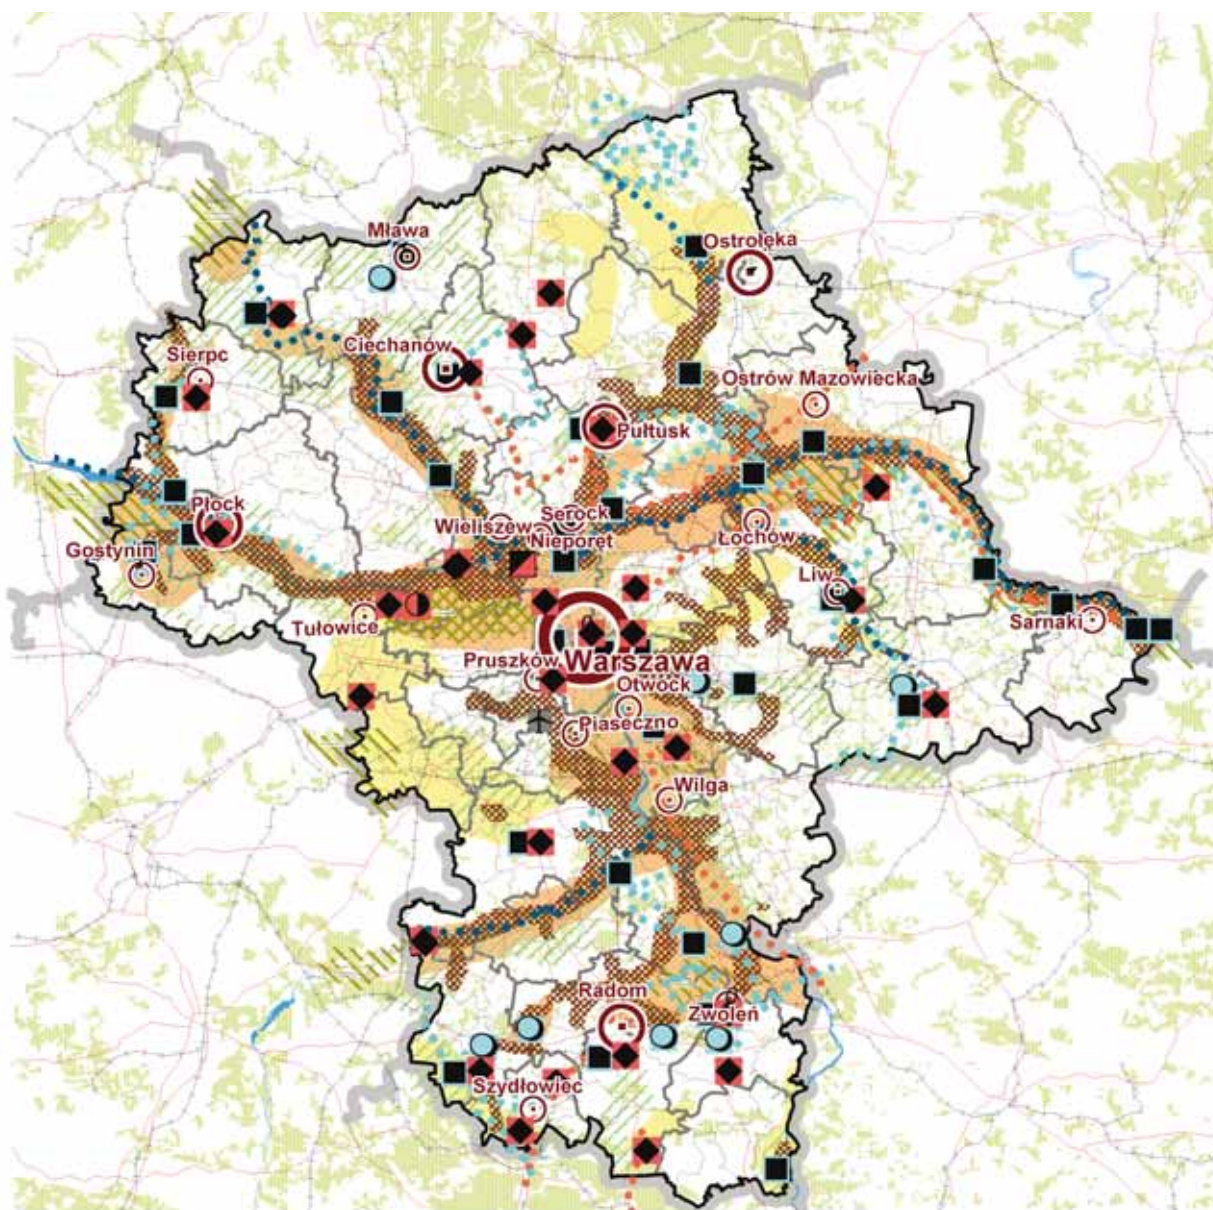 Mława
Ostrołęka
Ciechanów
Sierpc
Ostrów Mazowiecka
Pułtusk
Płock
Serock
Wieliszew
Nieporęt
Łochów
Gostynin
Liw
Tułowice
Sarnaki
Pruszków
Warszawa
Otwock
Piaseczno
Wilga
Radom
Zwoleń
Szydłowiec